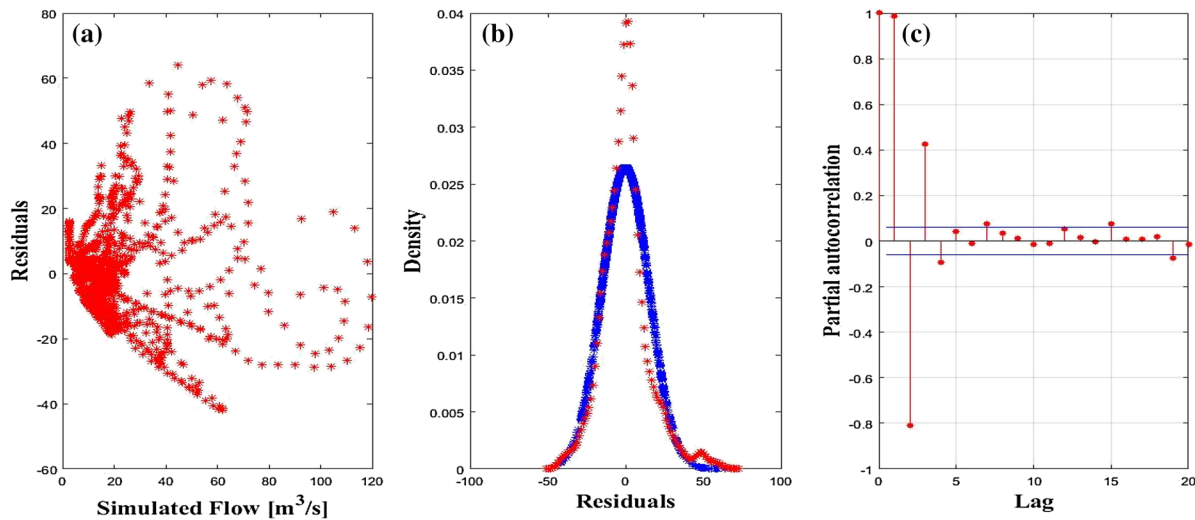 (a)
80
60
40
20
0
-20
-40
-60
Residuals
0 20 40 60 80 100 120
Simulated Flow [m³/s]
(b)
0.04
0.035
0.03
0.025
0.02
0.015
0.01
0.005
0
Density
-100 -50 0 50 100
Residuals
(c)
1
0.8
0.6
0.4
0.2
0
-0.2
-0.4
-0.6
-0.8
-1
Partial autocorrelation
0 5 10 15 20
Lag